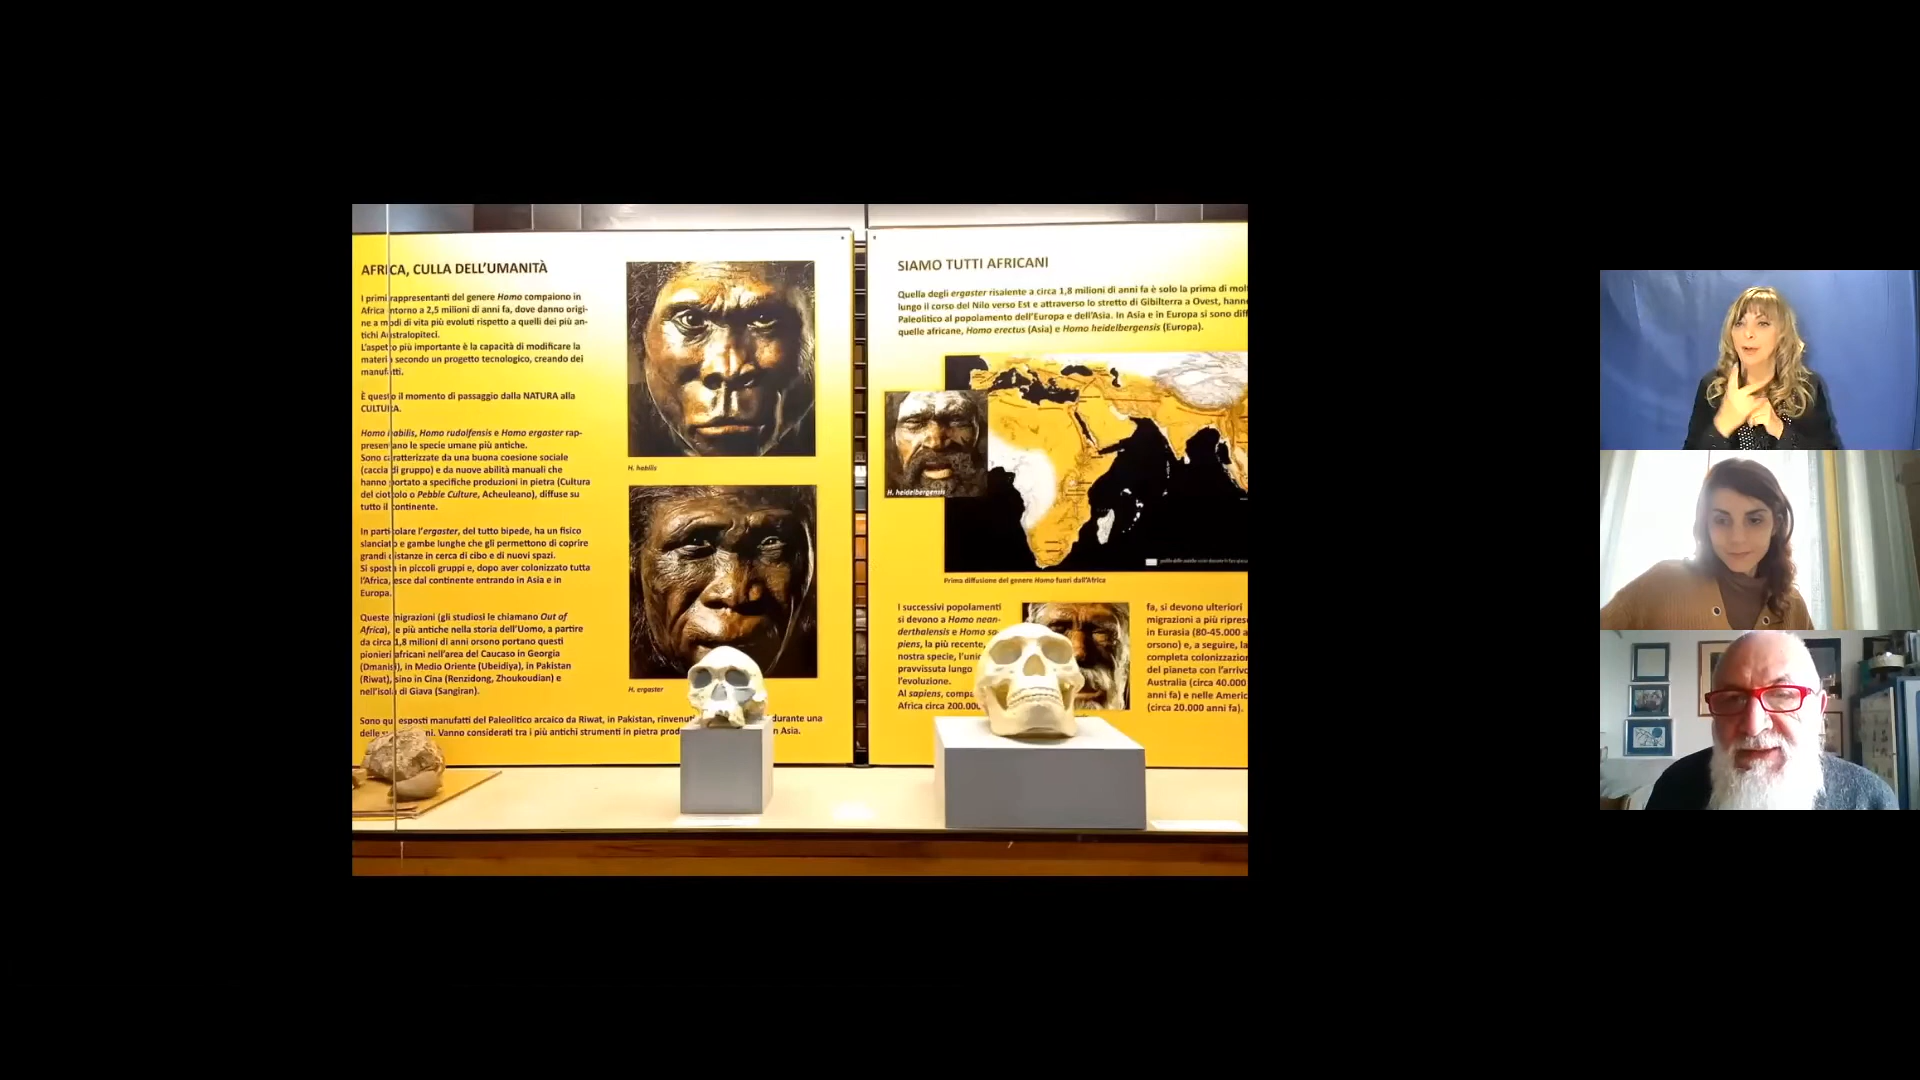 AFRICA, CULLA DELL'UMANITÀ
I primi rappresentanti del genere Homo compaiono in
Africa intorno a 2,5 milioni di anni fa, dove danno origi-
ne a modi di vita più evoluti rispetto a quelli dei più an-
tichi Australopiteci.
L'aspetto più importante è la capacità di modificare la
materia secondo un progetto tecnologico, creando dei
manufatti.
È questo il momento di passaggio dalla NATURA alla
CULTURA.
Homo habilis, Homo rudolfensis e Homo ergaster rap-
presentano le specie umane più antiche.
Sono caratterizzate da una buona coesione sociale
(caccia di gruppo) e da nuove abilità manuali che
hanno portato a specifiche produzioni in pietra (Cultura
del ciottolo o Pebble Culture, Acheuleano), diffuse su
tutto il continente.
In particolare l'ergaster, del tutto bipede, ha un fisico
slanciato e gambe lunghe che gli permettono di coprire
grandi distanze in cerca di cibo e di nuovi spazi.
Si sposta in piccoli gruppi e, dopo aver colonizzato tutta
l'Africa, esce dal continente entrando in Asia e in
Europa.
Queste migrazioni (gli studiosi le chiamano Out of
Africa), le più antiche nella storia dell'Uomo, a partire
da circa 1,8 milioni di anni orsono portano questi
pionieri africani nell'area del Caucaso in Georgia
(Dmanisi), in Medio Oriente (Ubeidiya), in Pakistan
(Riwat), sino in Cina (Renzidong, Zhoukoudian) e
nell'isola di Giava (Sangiran).
Sono qui esposti manufatti del Paleolitico arcaico da Riwat, in Pakistan, rinvenuti durante una
delle ni. Vanno considerati tra i più antichi strumenti in pietra prod n Asia.
H. habilis
H. ergaster
SIAMO TUTTI AFRICANI
Quella degli ergaster risalente a circa 1,8 milioni di anni fa è solo la prima di mol
lungo il corso del Nilo verso Est e attraverso lo stretto di Gibilterra a Ovest, hann
Paleolitico al popolamento dell'Europa e dell'Asia. In Asia e in Europa si sono dif
quelle africane, Homo erectus (Asia) e Homo heidelbergensis (Europa).
H. heidelbergensis
Prima diffusione del genere Homo fuori dall'Africa
I successivi popolamenti
si devono a Homo nean-
derthalensis e Homo sa-
piens, la più recente,
nostra specie, l'unic
pravvissuta lungo
l'evoluzione.
Al sapiens, compa
Africa circa 200.000
fa, si devono ulteriori
migrazioni a più ripres
in Eurasia (80-45.000 a
orsono) e, a seguire, la
completa colonizzazion
del pianeta con l'arrivo
Australia (circa 40.000
anni fa) e nelle Americ
(circa 20.000 anni fa).